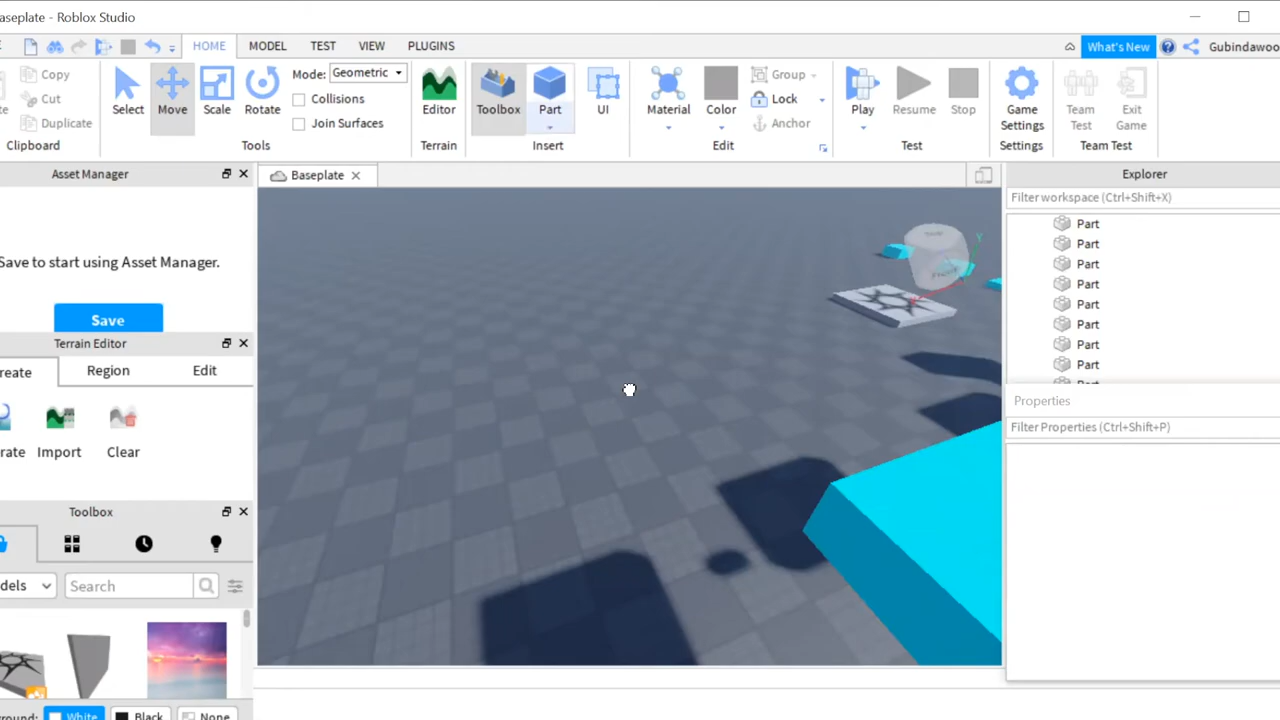 aseplate - Roblox Studio
HOME
MODEL
TEST
VIEW
PLUGINS
What's New
Gubindawoo
Copy
Cut
Duplicate
Clipboard
Select
Move
Scale
Rotate
Mode: Geometric
Collisions
Join Surfaces
Tools
Editor
Terrain
Toolbox
Part
UI
Insert
Material
Color
Group
Lock
Anchor
Edit
Play
Resume
Stop
Test
Game
Settings
Settings
Team
Test
Exit
Game
Team Test
Asset Manager
Save to start using Asset Manager.
Save
Terrain Editor
reate
Region
Edit
rate
Import
Clear
Toolbox
dels
Search
round:
White
Black
None
Baseplate
Explorer
Filter workspace (Ctrl+Shift+X)
Part
Part
Part
Part
Part
Part
Part
Part
Part
Properties
Filter Properties (Ctrl+Shift+P)